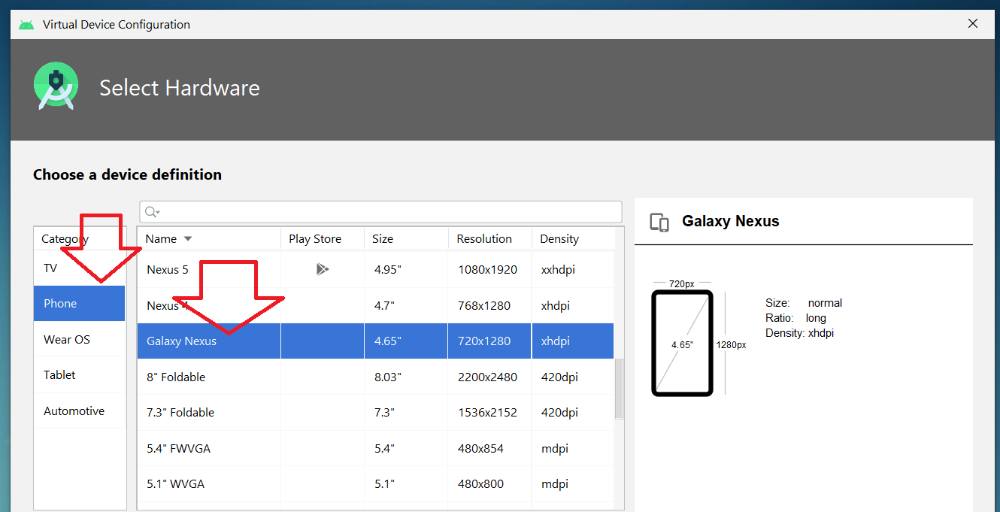 Virtual Device Configuration
Select Hardware
Choose a device definition
Category
TV
Phone
Wear OS
Tablet
Automotive
Name Play Store Size Resolution Density
Nexus 5 4.95" 1080x1920 xxhdpi
Nexus 4 4.7" 768x1280 xhdpi
Galaxy Nexus 4.65" 720x1280 xhdpi
8" Foldable 8.03" 2200x2480 420dpi
7.3" Foldable 7.3" 1536x2152 420dpi
5.4" FWVGA 5.4" 480x854 mdpi
5.1" WVGA 5.1" 480x800 mdpi
Galaxy Nexus
720px
4.65"
1280px
Size: normal
Ratio: long
Density: xhdpi